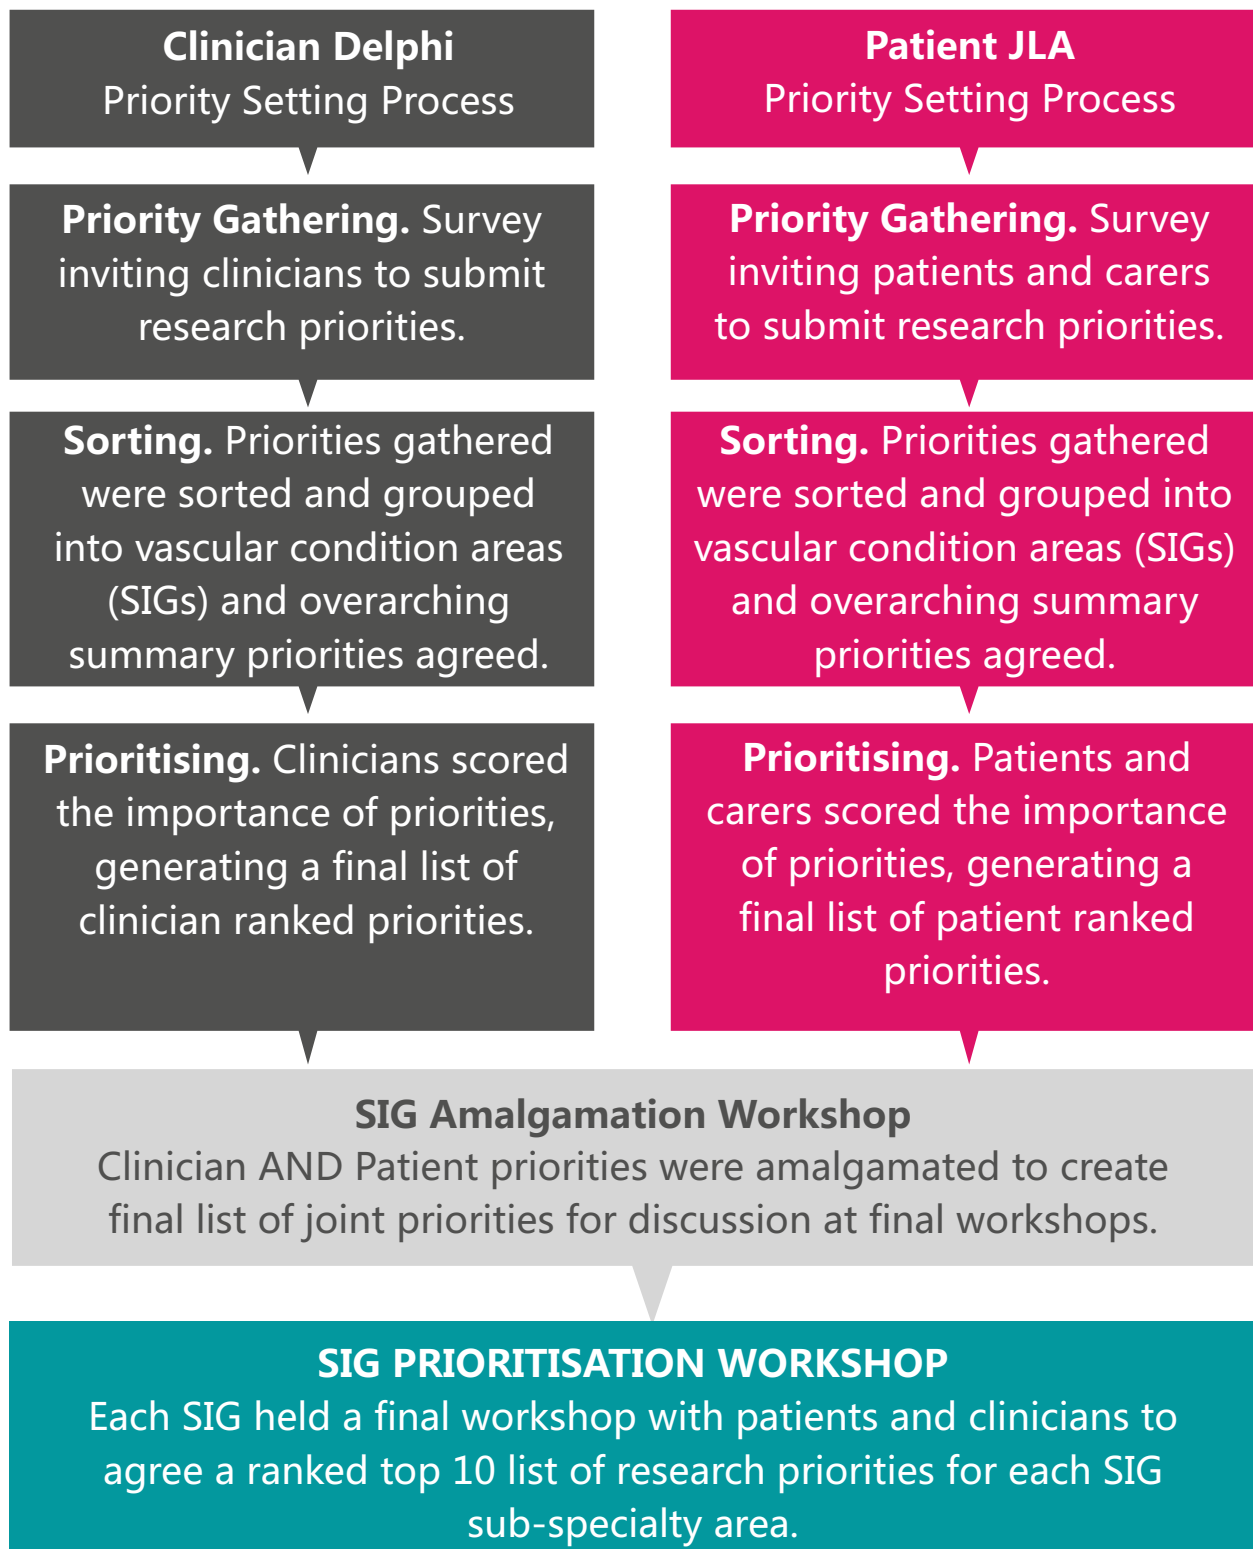 Clinician Delphi
Priority Setting Process
Priority Gathering. Survey
inviting clinicians to submit
research priorities.
Sorting. Priorities gathered
were sorted and grouped
into vascular condition areas
(SIGs) and overarching
summary priorities agreed.
Prioritising. Clinicians scored
the importance of priorities,
generating a final list of
clinician ranked priorities.
Patient JLA
Priority Setting Process
Priority Gathering. Survey
inviting patients and carers
to submit research priorities.
Sorting. Priorities gathered
were sorted and grouped into
vascular condition areas (SIGs)
and overarching summary
priorities agreed.
Prioritising. Patients and
carers scored the importance
of priorities, generating a
final list of patient ranked
priorities.
SIG Amalgamation Workshop
Clinician AND Patient priorities were amalgamated to create
final list of joint priorities for discussion at final workshops.
SIG PRIORITISATION WORKSHOP
Each SIG held a final workshop with patients and clinicians to
agree a ranked top 10 list of research priorities for each SIG
sub-specialty area.